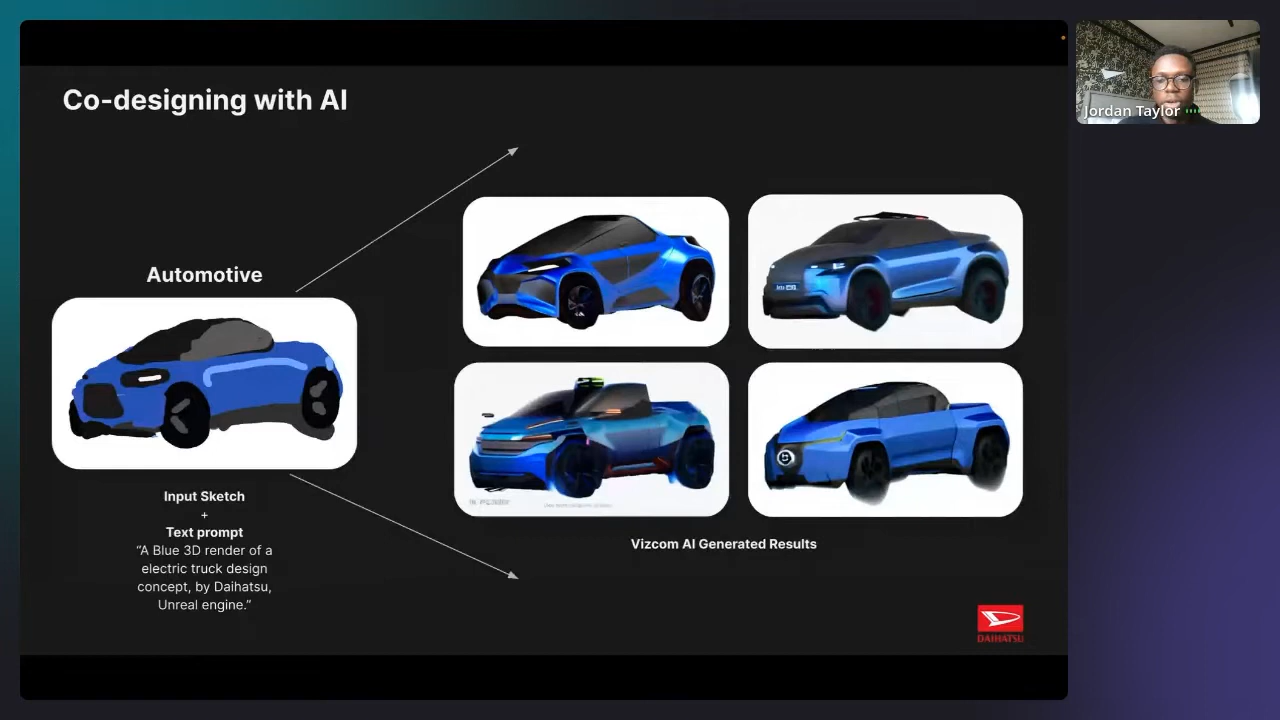 Co-designing with AI
Jordan Taylor
Automotive
Input Sketch
+
Text prompt
“A Blue 3D render of a
electric truck design
concept, by Daihatsu,
Unreal engine.”
Vizcom AI Generated Results
DAIHATSU